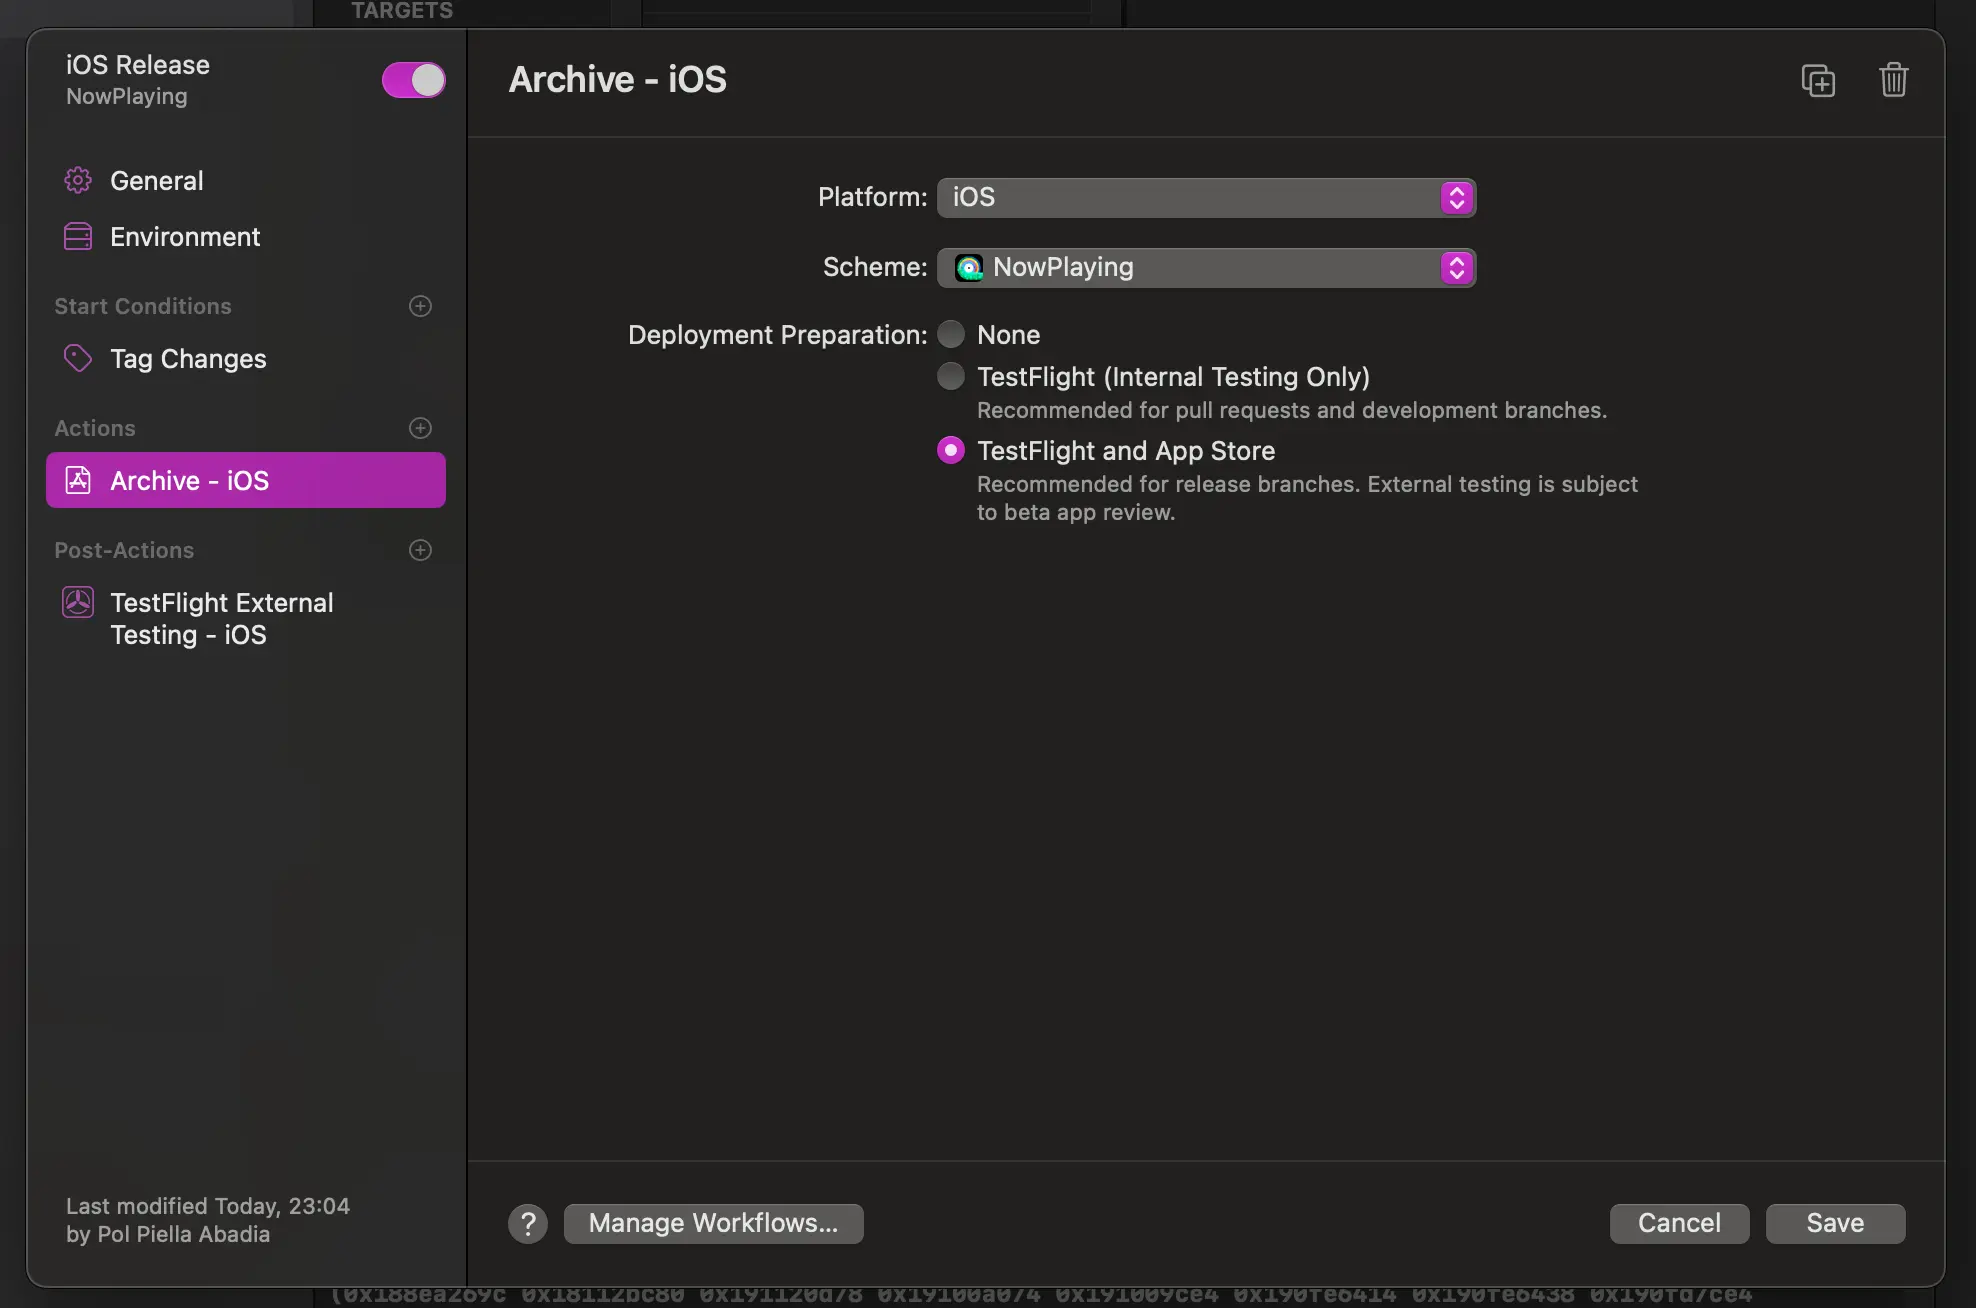 TARGETS
iOS Release
NowPlaying
General
Environment
Start Conditions
Tag Changes
Actions
Archive - iOS
Post-Actions
TestFlight External
Testing - iOS
Last modified Today, 23:04
by Pol Piella Abadia
Archive - iOS
Platform: iOS
Scheme: NowPlaying
Deployment Preparation: None
TestFlight (Internal Testing Only)
Recommended for pull requests and development branches.
TestFlight and App Store
Recommended for release branches. External testing is subject
to beta app review.
? Manage Workflows...
Cancel Save
(0x188ea269c 0x18112bc80 0x191120d78 0x19100a074 0x191009ce4 0x190fe6414 0x190fe6438 0x190fd7ce4